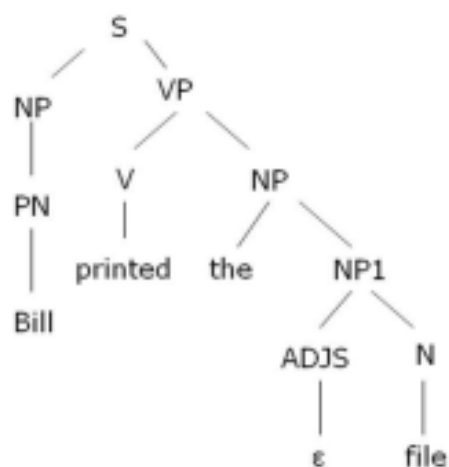 S
NP VP
V NP
PN
printed the NP1
Bill
ADJS N
ε file